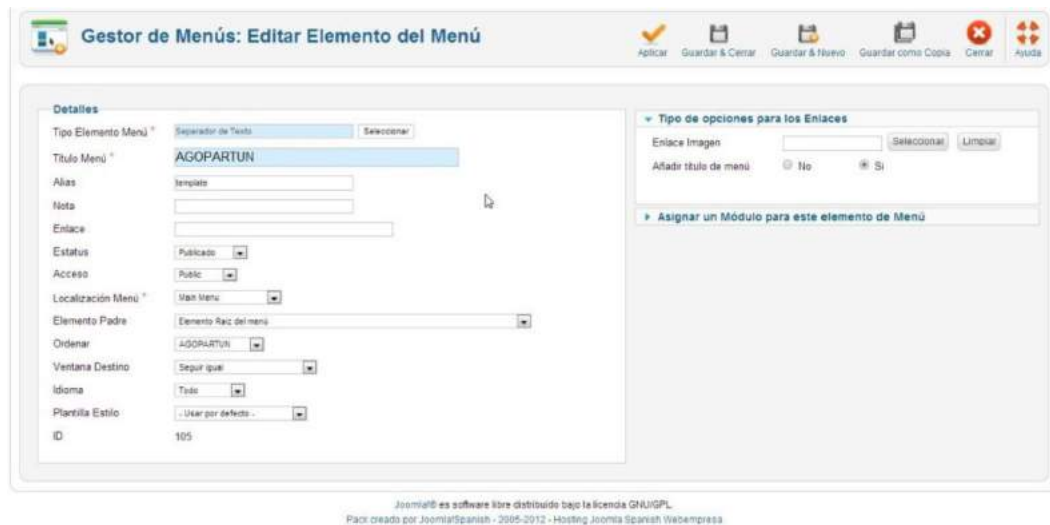 Gestor de Menús: Editar Elemento del Menú
Aplicar Guardar & Cerrar Guardar & Nuevo Guardar como Copia Cerrar Ayuda
Detalles
Tipo Elemento Menú * Separador de Texto Seleccionar
Título Menú * AGOPARTUN
Alias template
Nota
Enlace
Estatus Publicado
Acceso Public
Localización Menú * Main Menu
Elemento Padre Elemento Raiz del menú
Ordenar AGOPARTUN
Ventana Destino Seguir igual
Idioma Todo
Plantilla Estilo - Usar por defecto -
ID 105
Tipo de opciones para los Enlaces
Enlace Imagen Seleccionar Limpiar
Añadir título de menú No Si
Asignar un Módulo para este elemento de Menú
Joomla!® es software libre distribuido bajo la licencia GNU/GPL.
Pack creado por Joomla!Spanish - 2005-2012 - Hosting Joomla Spanish Webempresa